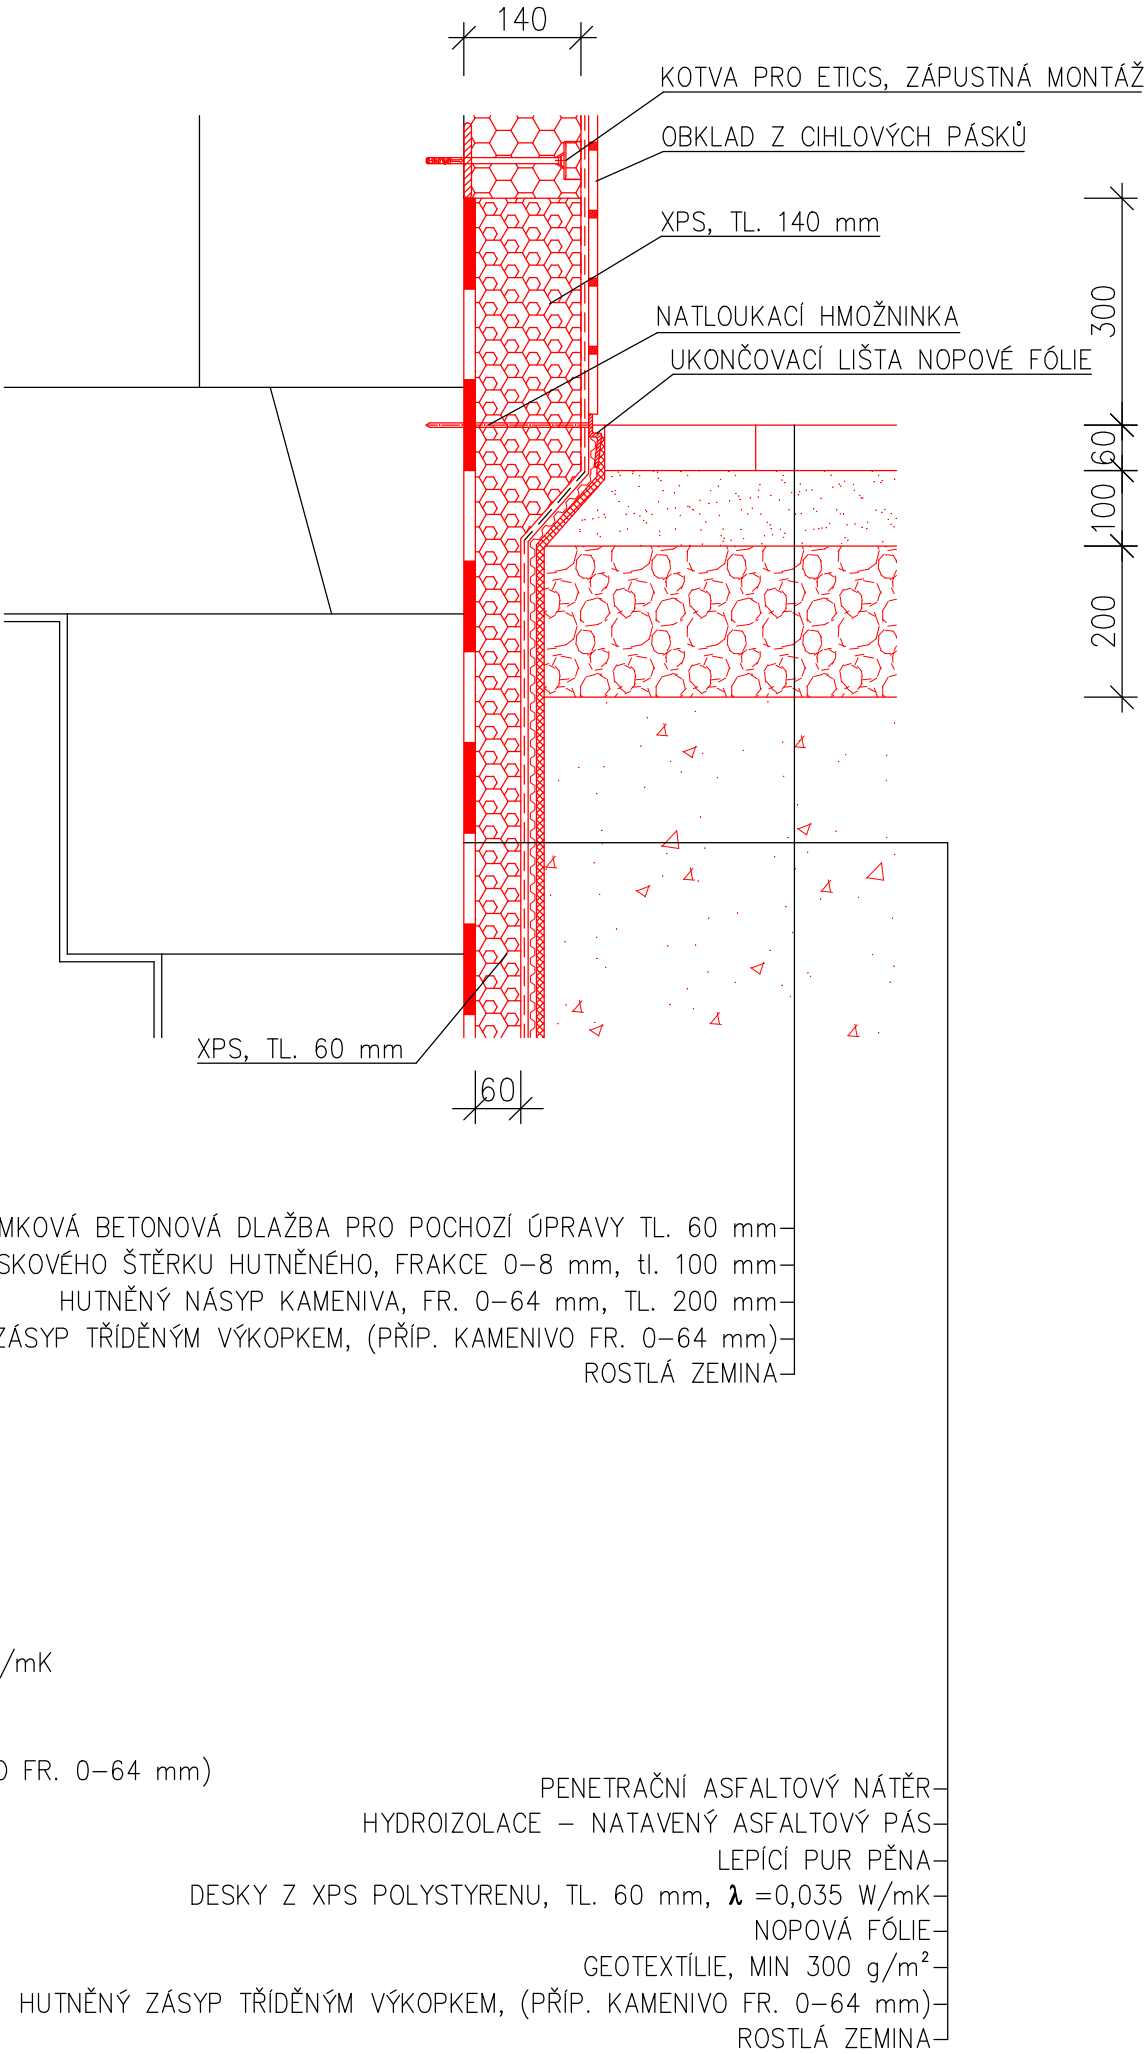 140
KOTVA PRO ETICS, ZÁPUSTNÁ MONTÁŽ
OBKLAD Z CIHLOVÝCH PÁSKŮ
XPS, TL. 140 mm
300
NATLOUKACÍ HMOŽNINKA
UKONČOVACÍ LIŠTA NOPOVÉ FÓLIE
60
100
200
XPS, TL. 60 mm
60
MKOVÁ BETONOVÁ DLAŽBA PRO POCHOZÍ ÚPRAVY TL. 60 mm
SKOVÉHO ŠTĚRKU HUTNĚNÉHO, FRAKCE 0-8 mm, tl. 100 mm
HUTNĚNÝ NÁSYP KAMENIVA, FR. 0-64 mm, TL. 200 mm
ZÁSYP TŘÍDĚNÝM VÝKOPKEM, (PŘÍP. KAMENIVO FR. 0-64 mm)
ROSTLÁ ZEMINA
/mK
O FR. 0-64 mm)
PENETRAČNÍ ASFALTOVÝ NÁTĚR
HYDROIZOLACE - NATAVENÝ ASFALTOVÝ PÁS
LEPÍCÍ PUR PĚNA
DESKY Z XPS POLYSTYRENU, TL. 60 mm, λ =0,035 W/mK
NOPOVÁ FÓLIE
GEOTEXTÍLIE, MIN 300 g/m²
HUTNĚNÝ ZÁSYP TŘÍDĚNÝM VÝKOPKEM, (PŘÍP. KAMENIVO FR. 0-64 mm)
ROSTLÁ ZEMINA